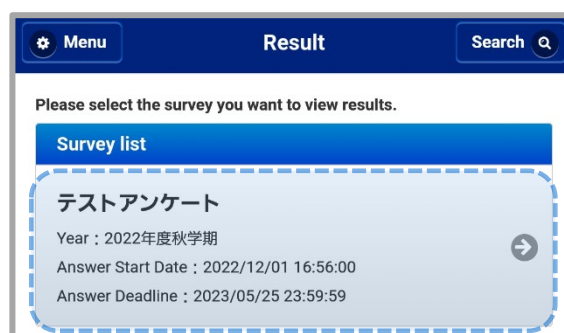 Menu Result Search
Please select the survey you want to view results.
Survey list
テストアンケート
Year：2022年度秋学期
Answer Start Date：2022/12/01 16:56:00
Answer Deadline：2023/05/25 23:59:59